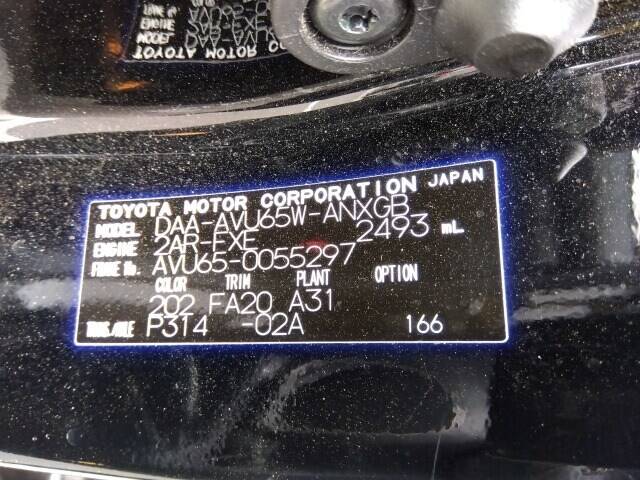 TOYOTA MOTOR CORPORATION JAPAN
MODEL DAA-AVU65W-ANXGB
ENGINE 2AR-FXE 2493 mL
FRAME No. AVU65-0055297
COLOR TRIM PLANT OPTION
202 FA20 A31
TRANS.AXLE P314 -02A 166